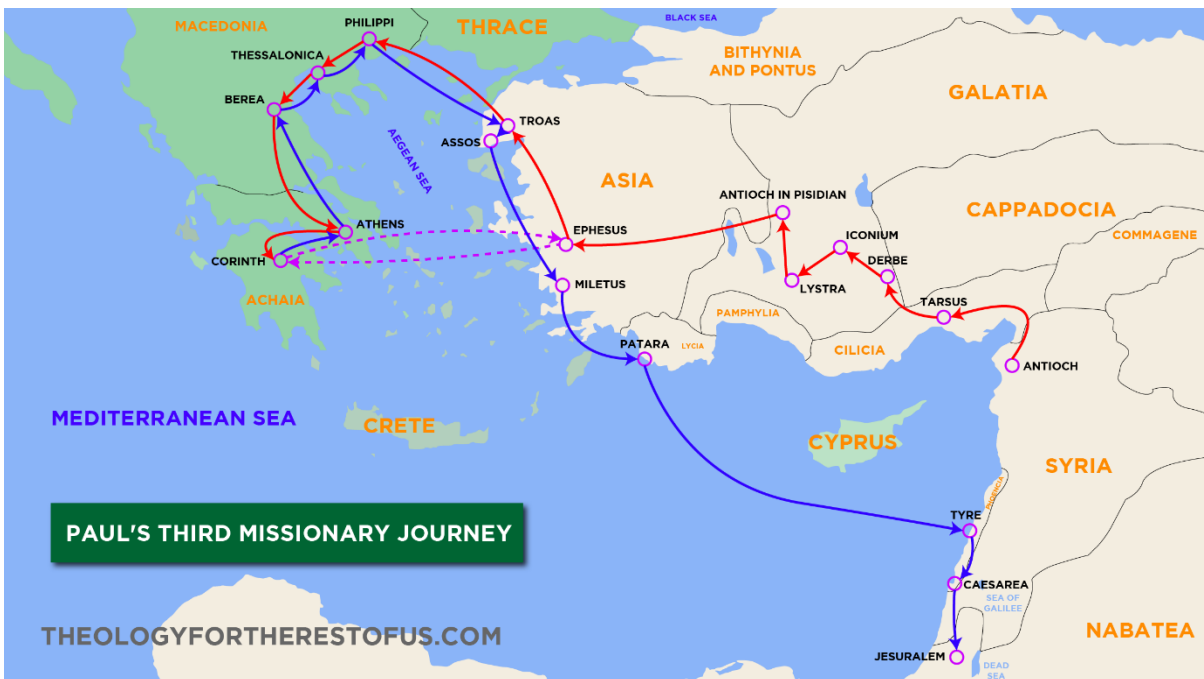 MACEDONIA
PHILIPPI
THRACE
BLACK SEA
THESSALONICA
BITHYNIA
AND PONTUS
GALATIA
BEREA
TROAS
ASSOS
AEGEAN SEA
ASIA
ANTIOCH IN PISIDIAN
CAPPADOCIA
COMMAGENE
ATHENS
EPHESUS
ICONIUM
DERBE
CORINTH
LYSTRA
TARSUS
ACHAIA
MILETUS
PAMPHYLIA
PATARA
LYCIA
CILICIA
ANTIOCH
MEDITERRANEAN SEA
CRETE
CYPRUS
SYRIA
PHOENCIA
TYRE
PAUL'S THIRD MISSIONARY JOURNEY
CAESAREA
SEA OF
GALILEE
THEOLOGYFORTHERESTOFUS.COM
NABATEA
JESURALEM
DEAD
SEA